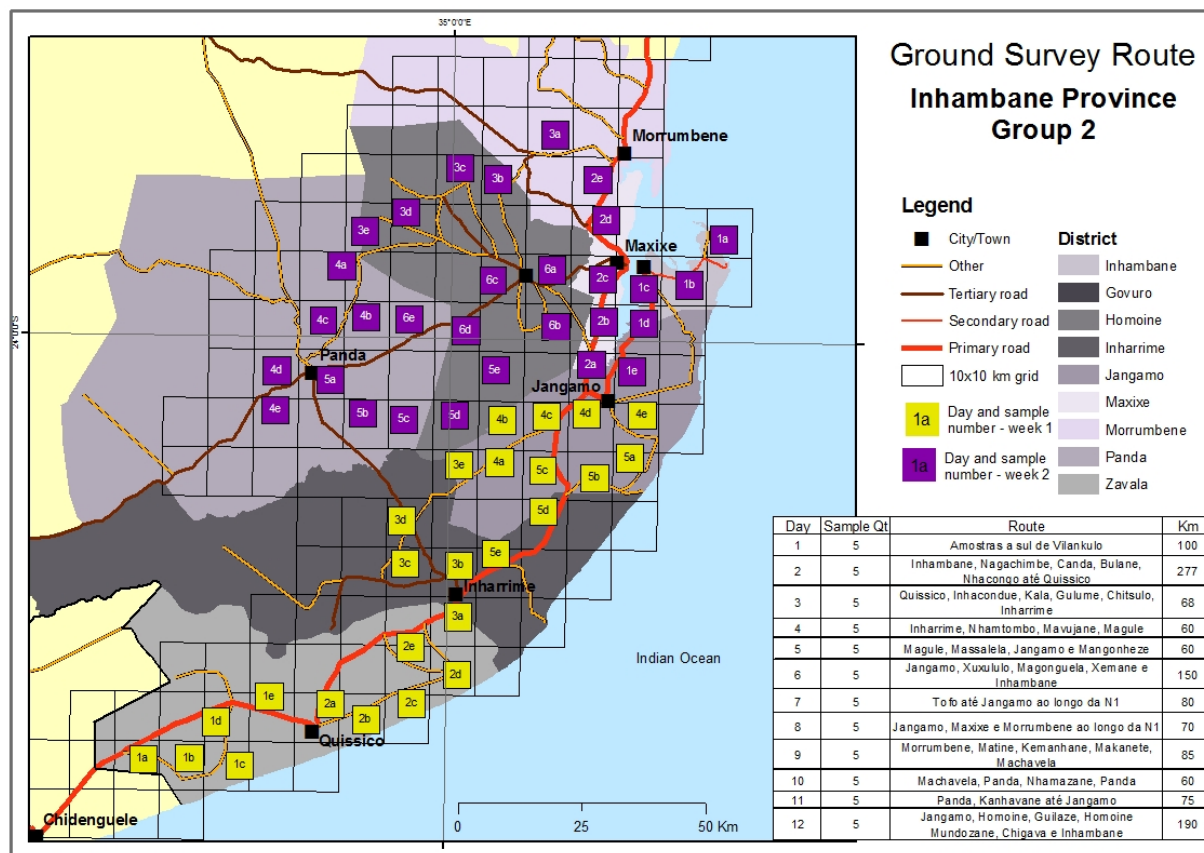 35°0'0"E
Ground Survey Route
Inhambane Province
Group 2
3a
Morrumbene
3c
3b
2e
3d
2d
3e
Maxixe
1a
4a
6c
6a
2c
1c
1b
4c
4b
6e
6d
6b
2b
1d
24°0'0"S
Panda
4d
5a
5e
2a
1e
Jangamo
4e
5b
5c
5d
4b
4c
4d
4e
3e
4a
5c
5b
5a
3d
5d
3c
3b
5e
Inharrime
3a
2e
2d
Indian Ocean
1e
2a
2b
2c
1d
Quissico
1a
1b
1c
Chidenguele
0 25 50 Km
Legend
City/Town
Other
Tertiary road
Secondary road
Primary road
10x10 km grid
1a Day and sample
number - week 1
1a Day and sample
number - week 2
District
Inhambane
Govuro
Homoine
Inharrime
Jangamo
Maxixe
Morrumbene
Panda
Zavala
Day Sample Qt Route Km
1 5 Amostras a sul de Vilankulo 100
2 5 Inhambane, Nagachimbe, Canda, Bulane, 277
Nhacongo até Quissico
3 5 Quissico, Inhacondue, Kala, Gulume, Chitsulo, 68
Inharrime
4 5 Inharrime, Nhamtombo, Mavujane, Magule 60
5 5 Magule, Massalela, Jangamo e Mangonheze 60
6 5 Jangamo, Xuxululo, Magonguela, Xemane e 150
Inhambane
7 5 Tofo até Jangamo ao longo da N1 80
8 5 Jangamo, Maxixe e Morrumbene ao longo da N1 70
9 5 Morrumbene, Matine, Kemanhane, Makanete, 85
Machavela
10 5 Machavela, Panda, Nhamazane, Panda 60
11 5 Panda, Kanhavane até Jangamo 75
12 5 Jangamo, Homoine, Guilaze, Homoine 190
Mundozane, Chigava e Inhambane